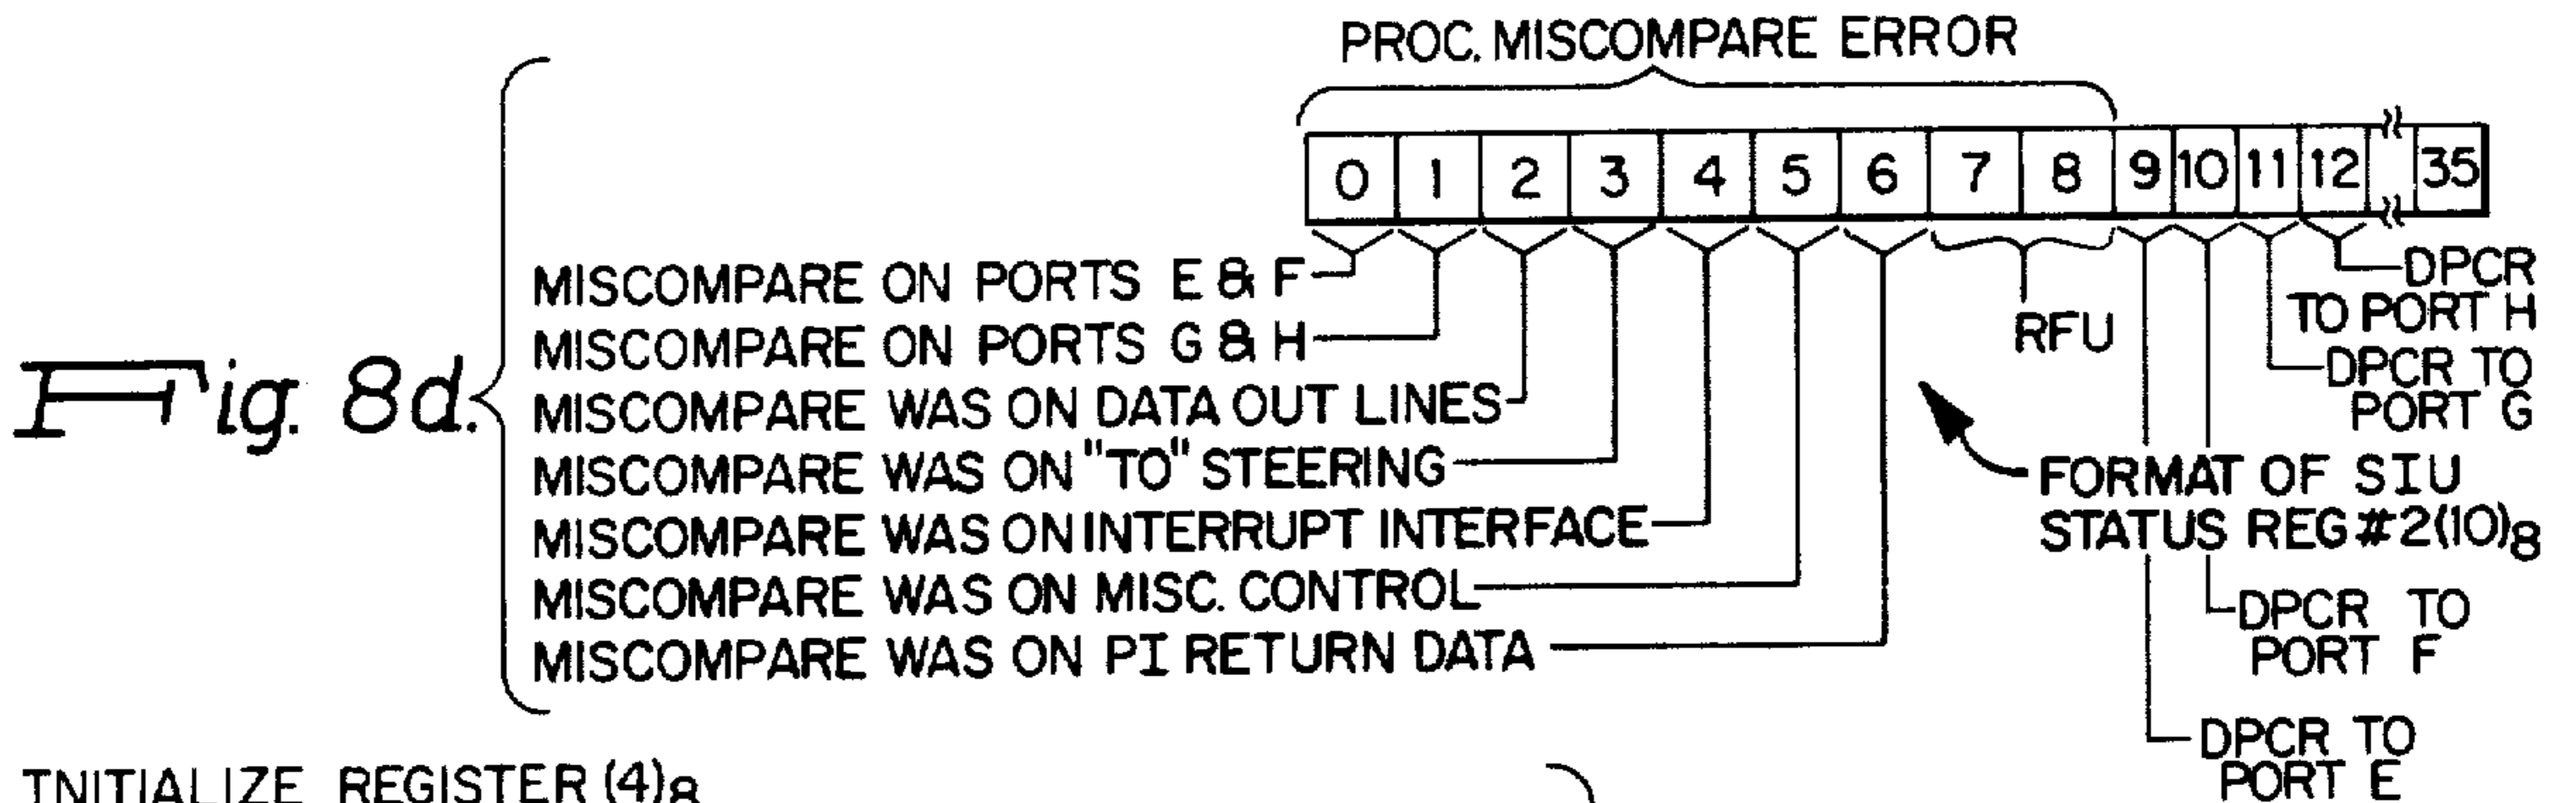 PROC. MISCOMPARE ERROR
0 1 2 3 4 5 6 7 8 9 10 11 12 35
MISCOMPARE ON PORTS E & F
MISCOMPARE ON PORTS G & H
MISCOMPARE WAS ON DATA OUT LINES
MISCOMPARE WAS ON "TO" STEERING
MISCOMPARE WAS ON INTERRUPT INTERFACE
MISCOMPARE WAS ON MISC. CONTROL
MISCOMPARE WAS ON PI RETURN DATA
Fig. 8d.
RFU
DPCR
TO PORT H
DPCR TO
PORT G
FORMAT OF SIU
STATUS REG #2(10)8
DPCR TO
PORT F
DPCR TO
PORT E
INITIALIZE REGISTER (4)8